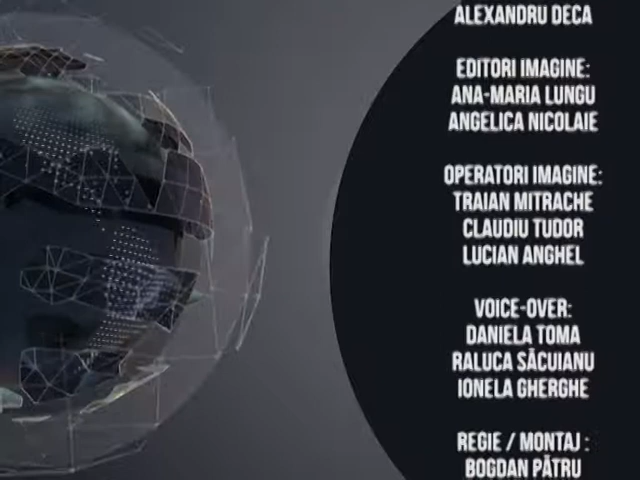 ALEXANDRU DECA
EDITORI IMAGINE:
ANA-MARIA LUNGU
ANGELICA NICOLAIE
OPERATORI IMAGINE:
TRAIAN MITRACHE
CLAUDIU TUDOR
LUCIAN ANGHEL
VOICE-OVER:
DANIELA TOMA
RALUCA SĂCUIANU
IONELA GHERGHE
REGIE / MONTAJ :
BOGDAN PĂTRU